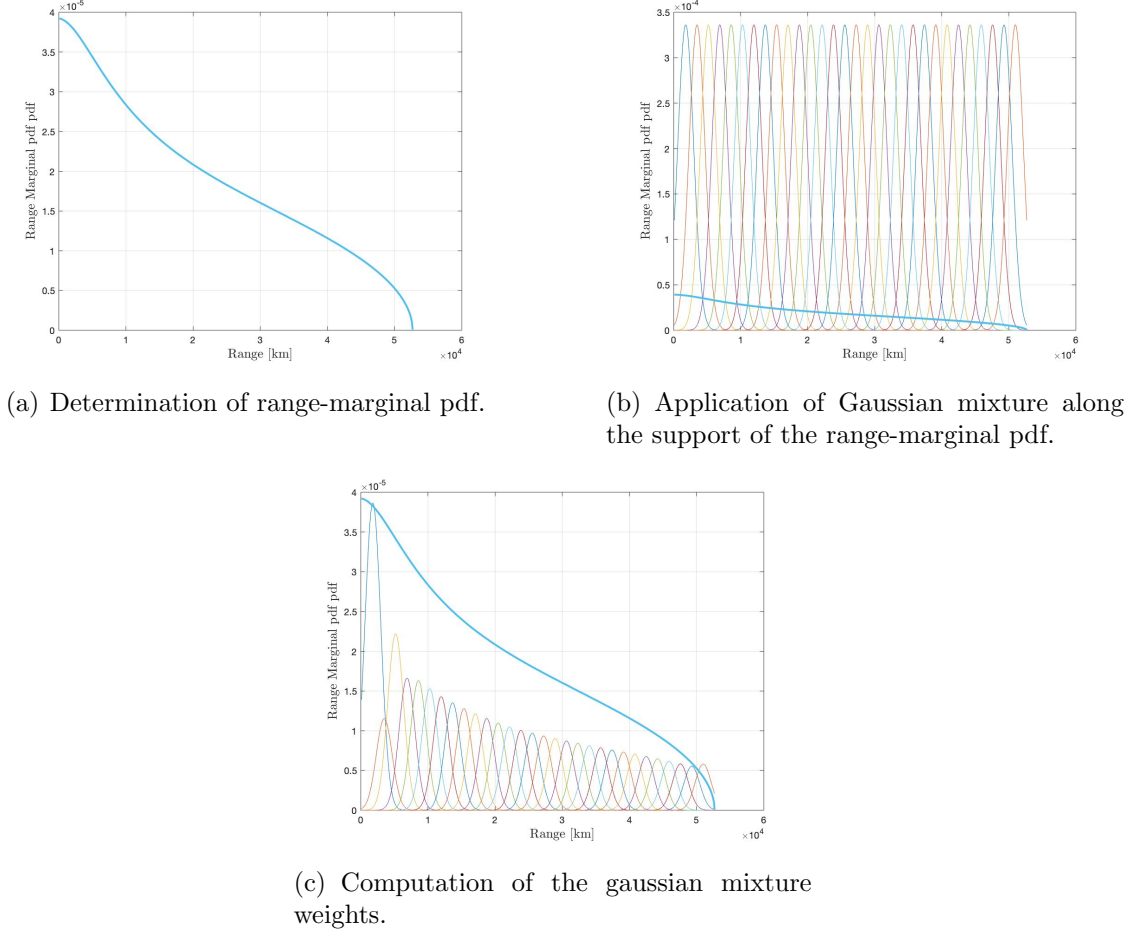 ×10⁻⁵
4
3.5
3
2.5
2
1.5
1
0.5
0
Range Marginal pdf pdf
0 1 2 3 4 5 6
Range [km]
×10⁴
(a) Determination of range-marginal pdf.
×10⁻⁴
3.5
3
2.5
2
1.5
1
0.5
0
Range Marginal pdf pdf
0 1 2 3 4 5 6
Range [km]
×10⁴
(b) Application of Gaussian mixture along
the support of the range-marginal pdf.
×10⁻⁵
4
3.5
3
2.5
2
1.5
1
0.5
0
Range Marginal pdf pdf
0 1 2 3 4 5 6
Range [km]
×10⁴
(c) Computation of the gaussian mixture
weights.